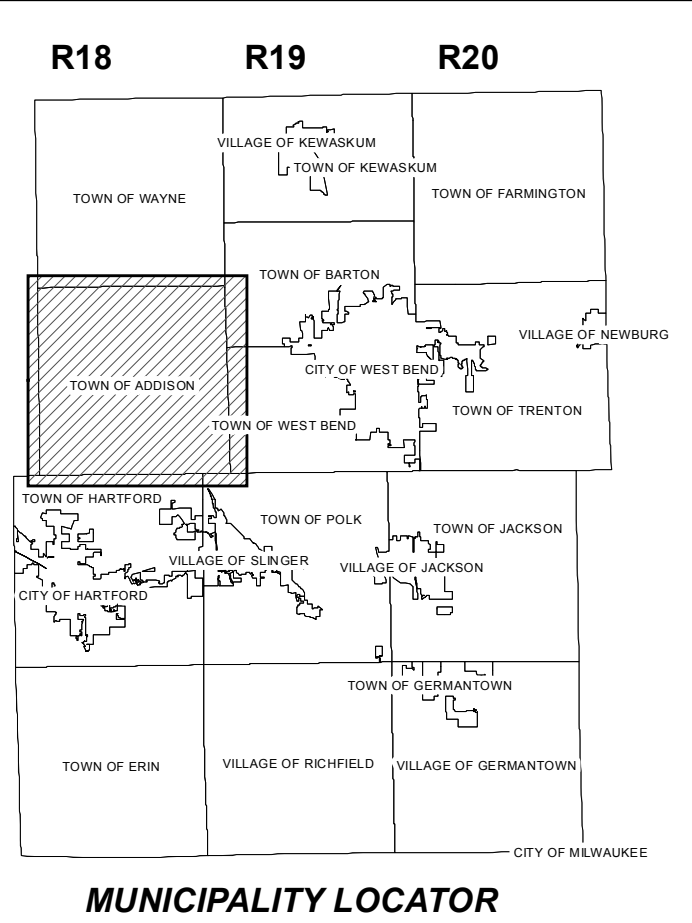 R18 R19 R20
VILLAGE OF KEWASKUM
TOWN OF KEWASKUM
TOWN OF WAYNE
TOWN OF FARMINGTON
TOWN OF BARTON
VILLAGE OF NEWBURG
CITY OF WEST BEND
TOWN OF ADDISON
TOWN OF TRENTON
TOWN OF WEST BEND
TOWN OF HARTFORD
TOWN OF POLK
TOWN OF JACKSON
VILLAGE OF SLINGER
VILLAGE OF JACKSON
CITY OF HARTFORD
TOWN OF GERMANTOWN
TOWN OF ERIN
VILLAGE OF RICHFIELD
VILLAGE OF GERMANTOWN
CITY OF MILWAUKEE
MUNICIPALITY LOCATOR